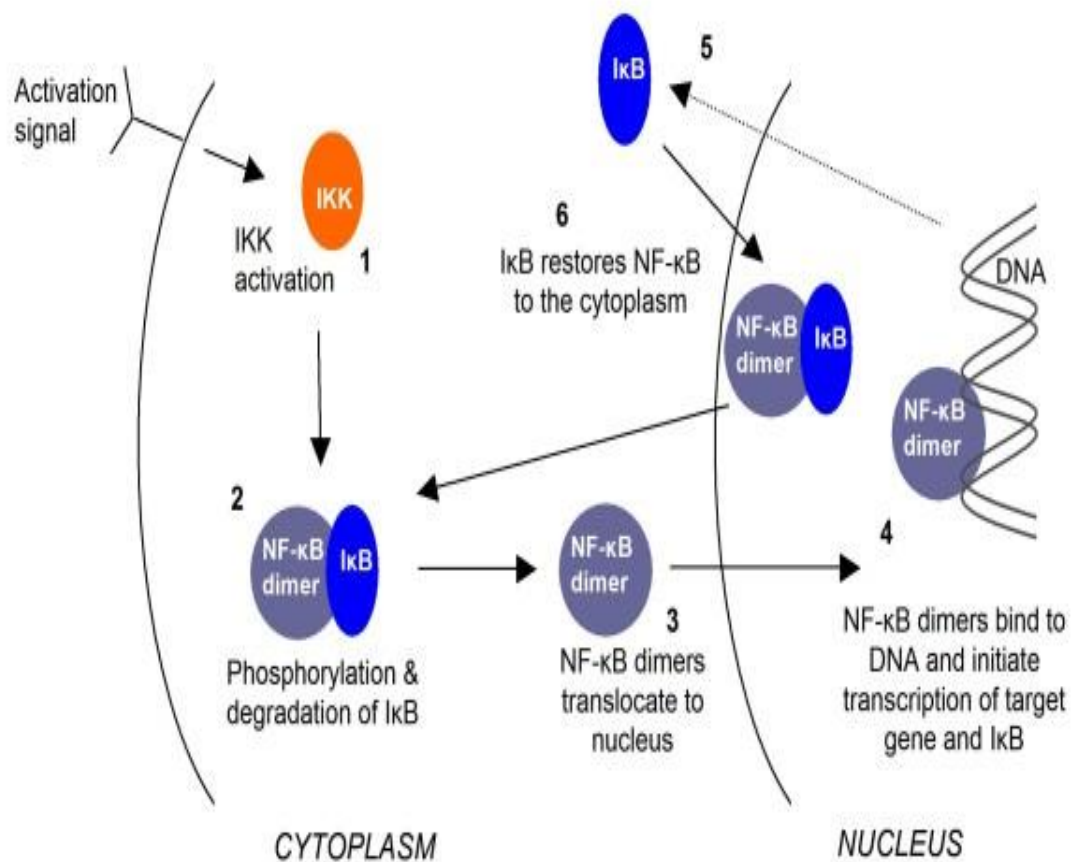 Activation
signal
IKK
IKK
activation
1
2
NF-κB
dimer
IκB
Phosphorylation &
degradation of IκB
NF-κB
dimer
3
NF-κB dimers
translocate to
nucleus
4
NF-κB dimers bind to
DNA and initiate
transcription of target
gene and IκB
NF-κB
dimer
DNA
5
IκB
6
IκB restores NF-κB
to the cytoplasm
NF-κB
dimer
IκB
CYTOPLASM
NUCLEUS